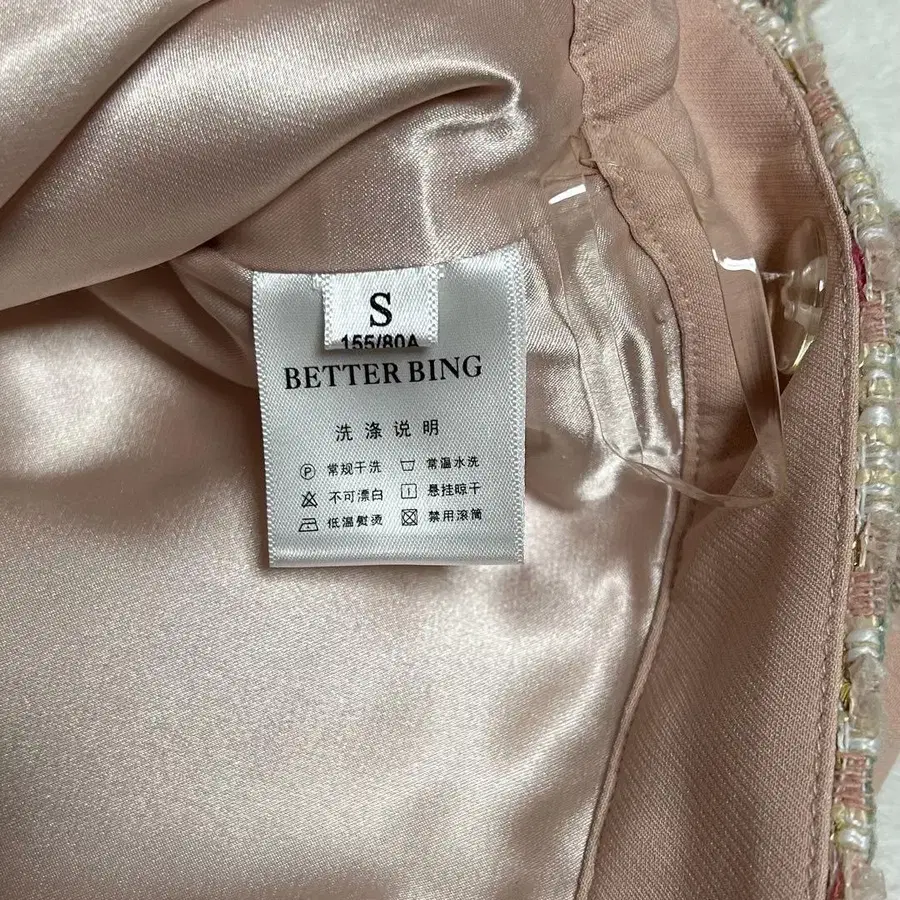 S
155/80A
BETTER BING
洗涤说明
P 常规干洗 常温水洗
不可漂白 悬挂晾干
低温熨烫 禁用滚筒